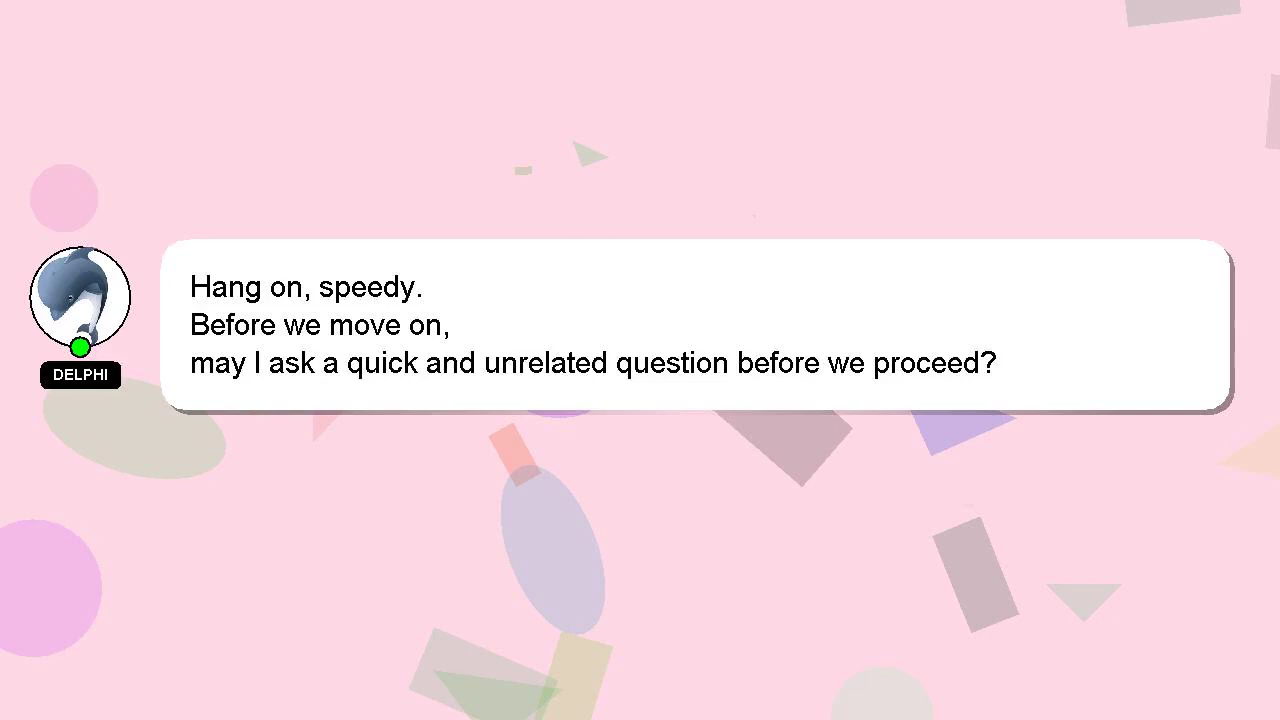 Hang on, speedy.
Before we move on,
may I ask a quick and unrelated question before we proceed?
DELPHI